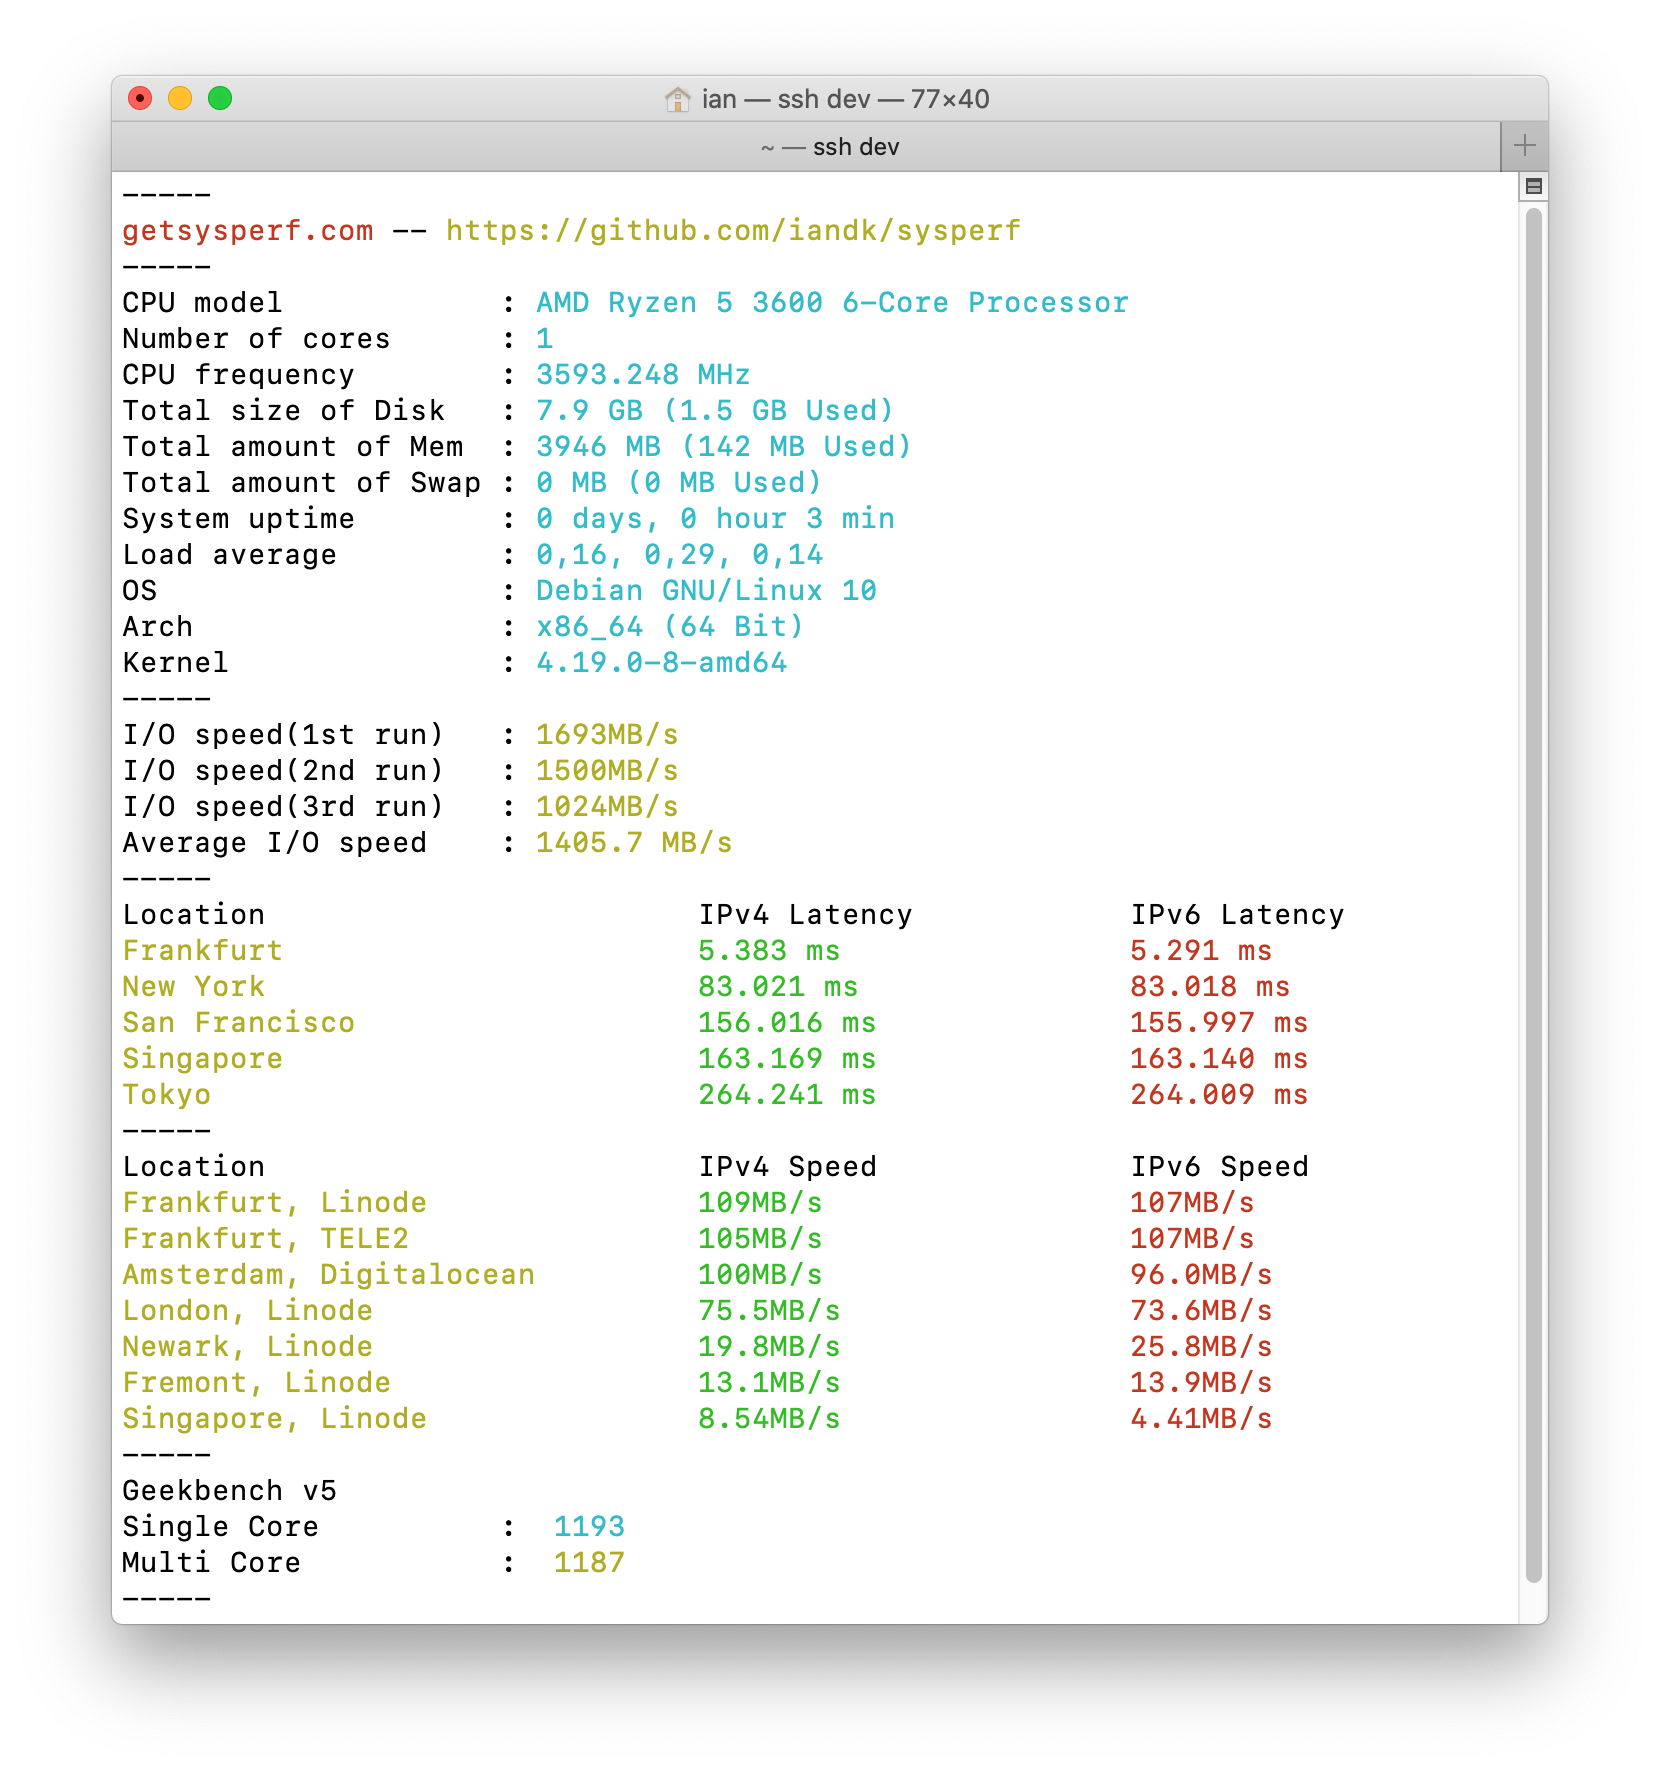 ian — ssh dev — 77×40
~ — ssh dev
-----
getsysperf.com -- https://github.com/iandk/sysperf
-----
CPU model : AMD Ryzen 5 3600 6-Core Processor
Number of cores : 1
CPU frequency : 3593.248 MHz
Total size of Disk : 7.9 GB (1.5 GB Used)
Total amount of Mem : 3946 MB (142 MB Used)
Total amount of Swap : 0 MB (0 MB Used)
System uptime : 0 days, 0 hour 3 min
Load average : 0,16, 0,29, 0,14
OS : Debian GNU/Linux 10
Arch : x86_64 (64 Bit)
Kernel : 4.19.0-8-amd64
-----
I/O speed(1st run) : 1693MB/s
I/O speed(2nd run) : 1500MB/s
I/O speed(3rd run) : 1024MB/s
Average I/O speed : 1405.7 MB/s
-----
Location IPv4 Latency IPv6 Latency
Frankfurt 5.383 ms 5.291 ms
New York 83.021 ms 83.018 ms
San Francisco 156.016 ms 155.997 ms
Singapore 163.169 ms 163.140 ms
Tokyo 264.241 ms 264.009 ms
-----
Location IPv4 Speed IPv6 Speed
Frankfurt, Linode 109MB/s 107MB/s
Frankfurt, TELE2 105MB/s 107MB/s
Amsterdam, Digitalocean 100MB/s 96.0MB/s
London, Linode 75.5MB/s 73.6MB/s
Newark, Linode 19.8MB/s 25.8MB/s
Fremont, Linode 13.1MB/s 13.9MB/s
Singapore, Linode 8.54MB/s 4.41MB/s
-----
Geekbench v5
Single Core : 1193
Multi Core : 1187
-----